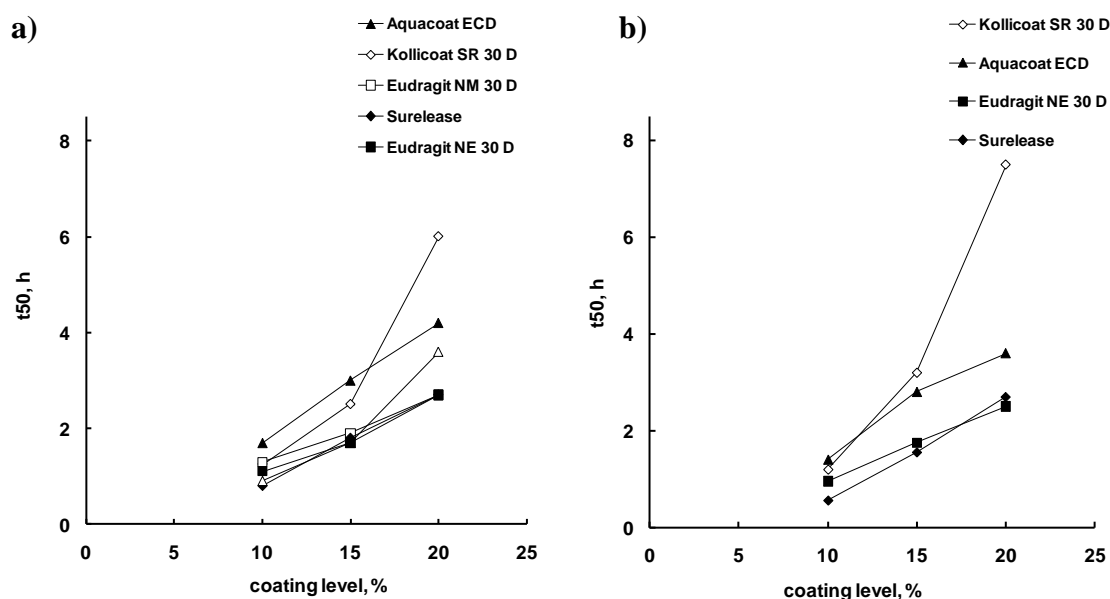 a)
Aquacoat ECD
Kollicoat SR 30 D
Eudragit NM 30 D
Surelease
Eudragit NE 30 D
8
6
4
2
0
t50, h
0 5 10 15 20 25
coating level, %
b)
Kollicoat SR 30 D
Aquacoat ECD
Eudragit NE 30 D
Surelease
8
6
4
2
0
t50, h
0 5 10 15 20 25
coating level, %